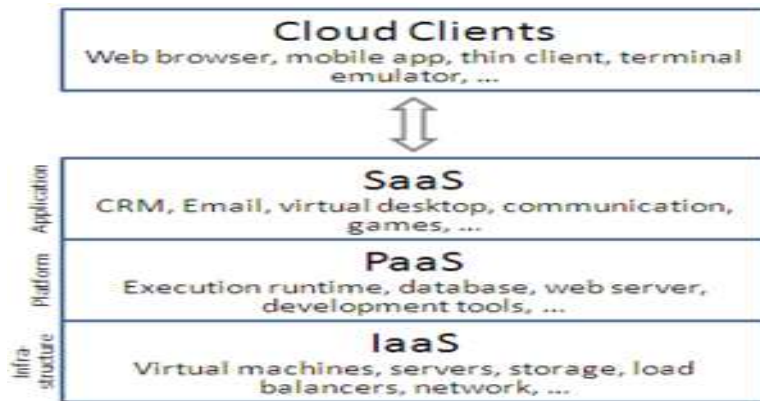 Cloud Clients
Web browser, mobile app, thin client, terminal
emulator, ...
Application
SaaS
CRM, Email, virtual desktop, communication,
games, ...
Platform
PaaS
Execution runtime, database, web server,
development tools, ...
Infra-
structure
IaaS
Virtual machines, servers, storage, load
balancers, network, ...